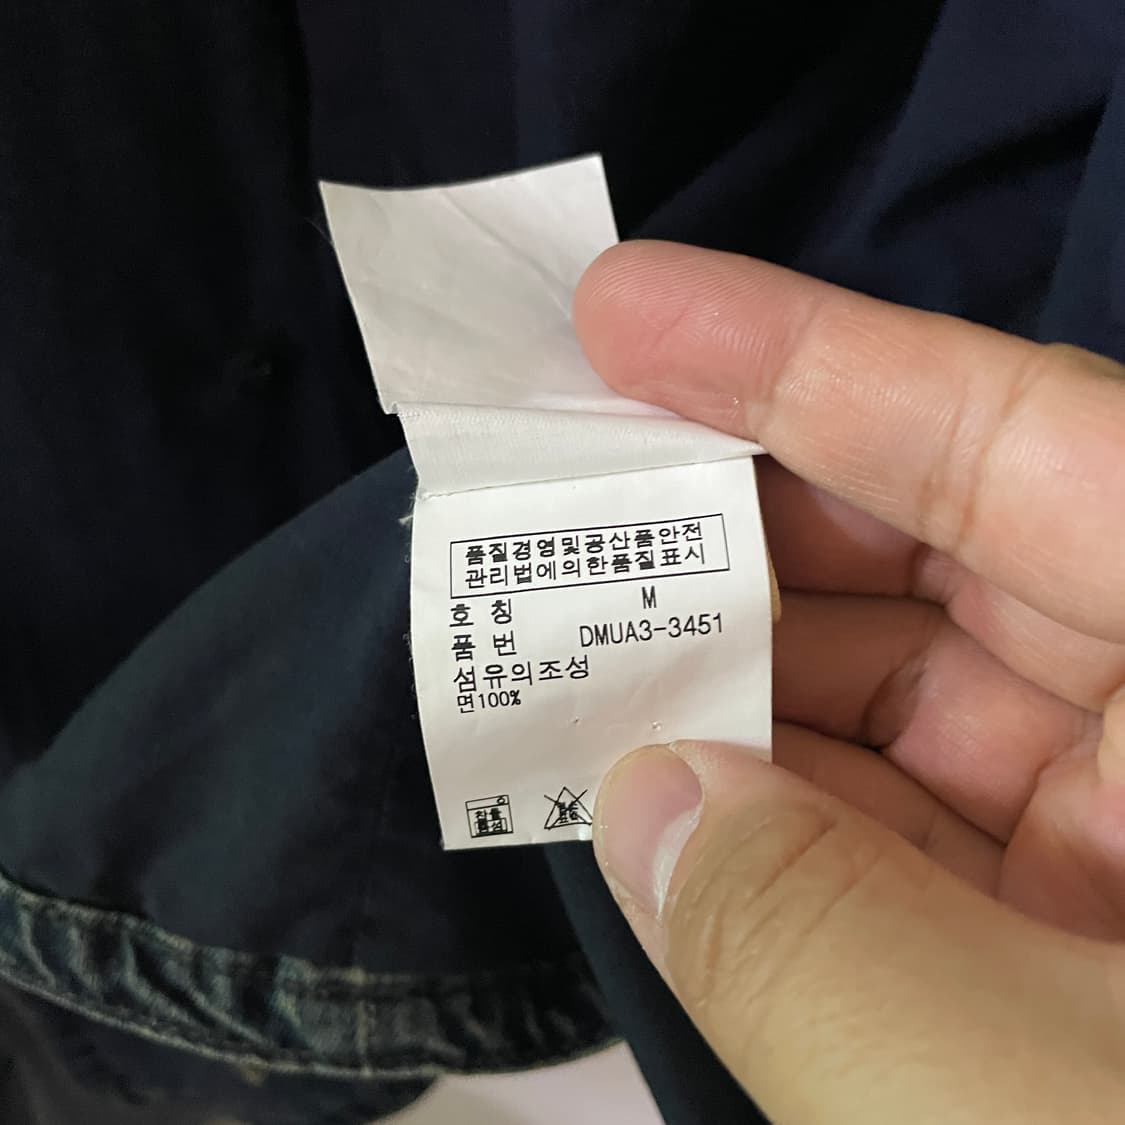 품질경영및공산품안전
관리법에의한품질표시
호 칭 M
품 번 DMUA3-3451
섬유의조성
면100%